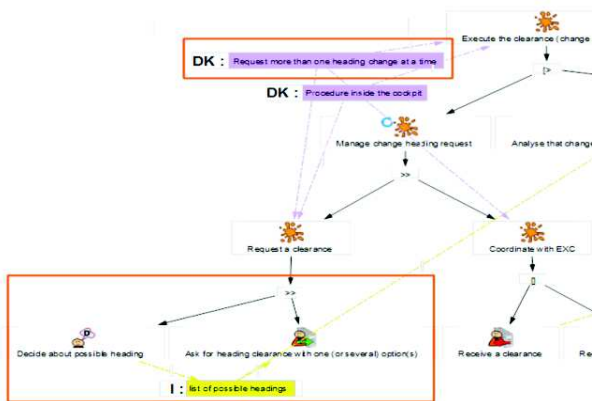 Execute the clearance (change
DK : Request more than one heading change at a time
[>
DK : Procedure inside the cockpit
Manage change heading request
Analyse that change
>>
Request a clearance
Coordinate with EXC
>>
[]
D
Decide about possible heading
Ask for heading clearance with one (or several) option(s)
Receive a clearance
Re
I : list of possible headings